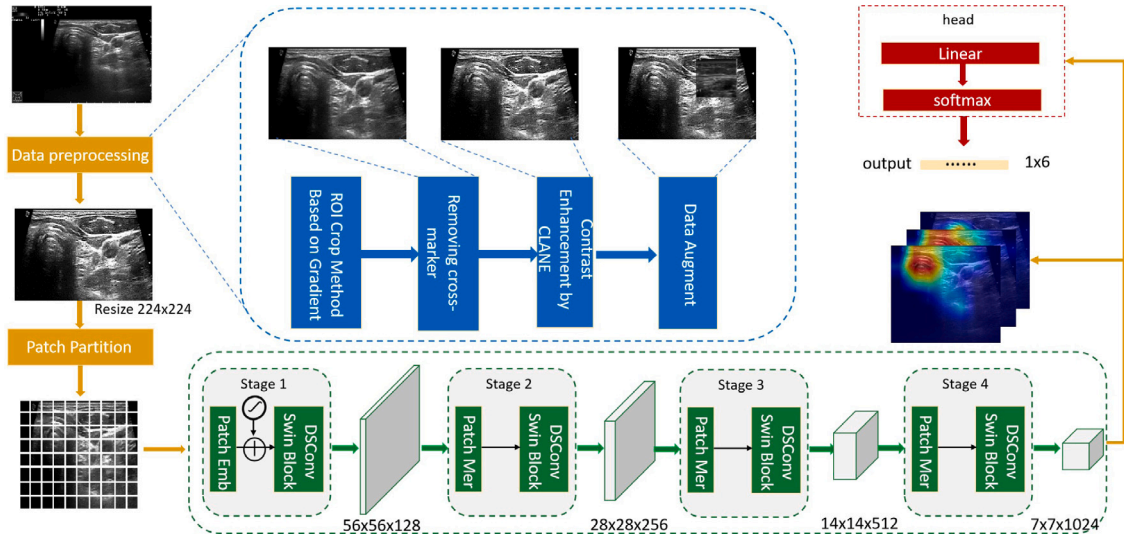 Data preprocessing
Resize 224x224
Patch Partition
ROI Crop Method
Based on Gradient
Removing cross-
marker
Contrast
Enhancement by
CLANE
Data Augment
head
Linear
softmax
output
......
1x6
Stage 1
Patch Emb
DSConv
Swin Block
56x56x128
Stage 2
Patch Mer
DSConv
Swin Block
28x28x256
Stage 3
Patch Mer
DSConv
Swin Block
14x14x512
Stage 4
Patch Mer
DSConv
Swin Block
7x7x1024